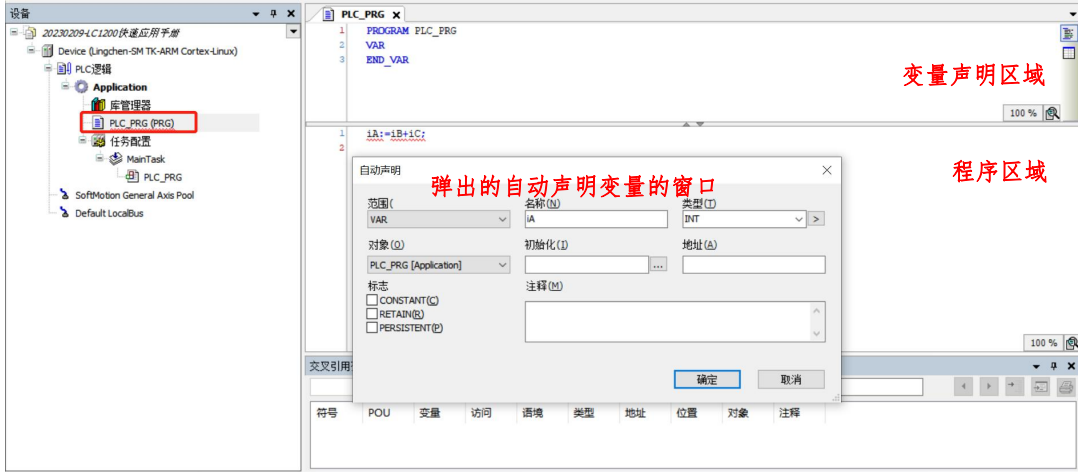 设备
20230209-LC1200快速应用手册
Device (Lingchen-SM TK-ARM Cortex-Linux)
PLC逻辑
Application
库管理器
PLC_PRG (PRG)
任务配置
MainTask
PLC_PRG
SoftMotion General Axis Pool
Default LocalBus
PLC_PRG
1 PROGRAM PLC_PRG
2 VAR
3 END_VAR
变量声明区域
100 %
1 iA:=iB+iC;
2
程序区域
自动声明
弹出的自动声明变量的窗口
范围( 名称(N) 类型(T)
VAR iA INT >
对象(O) 初始化(I) 地址(A)
PLC_PRG [Application] ...
标志 注释(M)
CONSTANT(C)
RETAIN(R)
PERSISTENT(P)
确定 取消
100 %
交叉引用
符号 POU 变量 访问 语境 类型 地址 位置 对象 注释